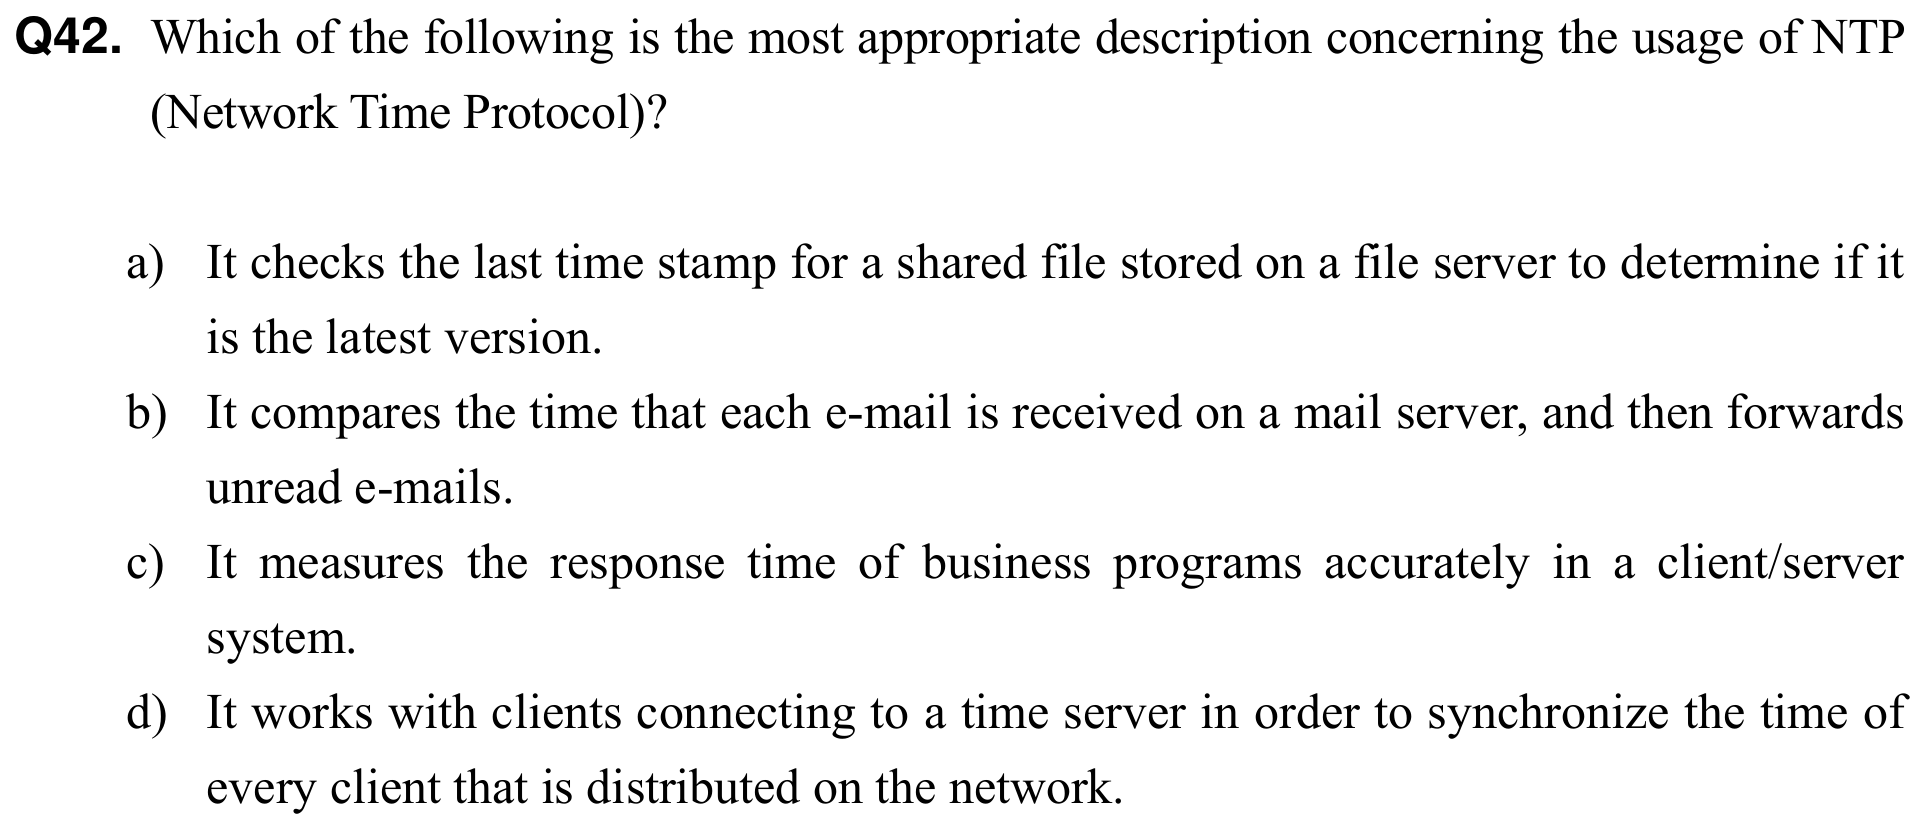 Q42. Which of the following is the most appropriate description concerning the usage of NTP
(Network Time Protocol)?
a) It checks the last time stamp for a shared file stored on a file server to determine if it
is the latest version.
b) It compares the time that each e-mail is received on a mail server, and then forwards
unread e-mails.
c) It measures the response time of business programs accurately in a client/server
system.
d) It works with clients connecting to a time server in order to synchronize the time of
every client that is distributed on the network.